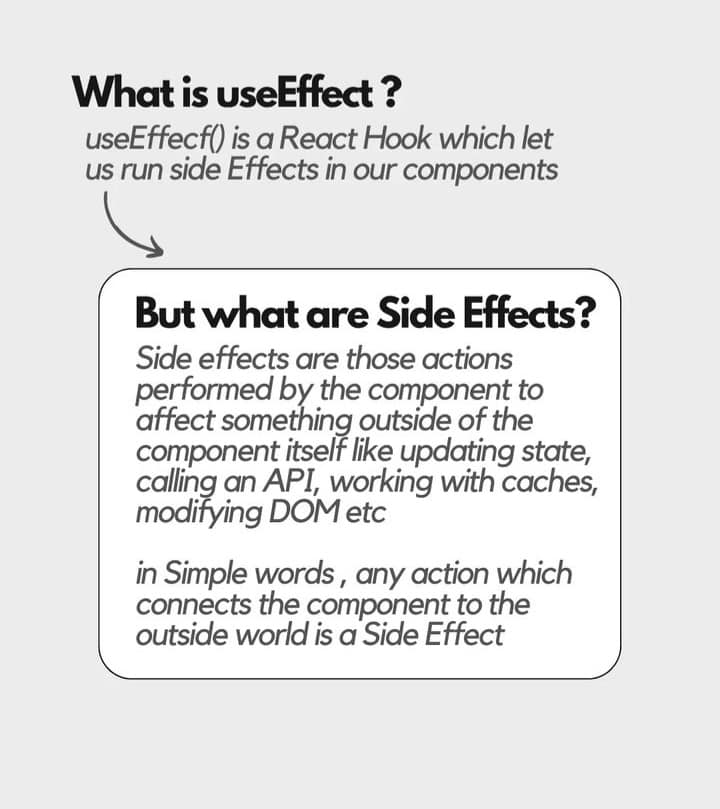 What is useEffect ?
useEffecf() is a React Hook which let
us run side Effects in our components
But what are Side Effects?
Side effects are those actions
performed by the component to
affect something outside of the
component itself like updating state,
calling an API, working with caches,
modifying DOM etc
in Simple words , any action which
connects the component to the
outside world is a Side Effect